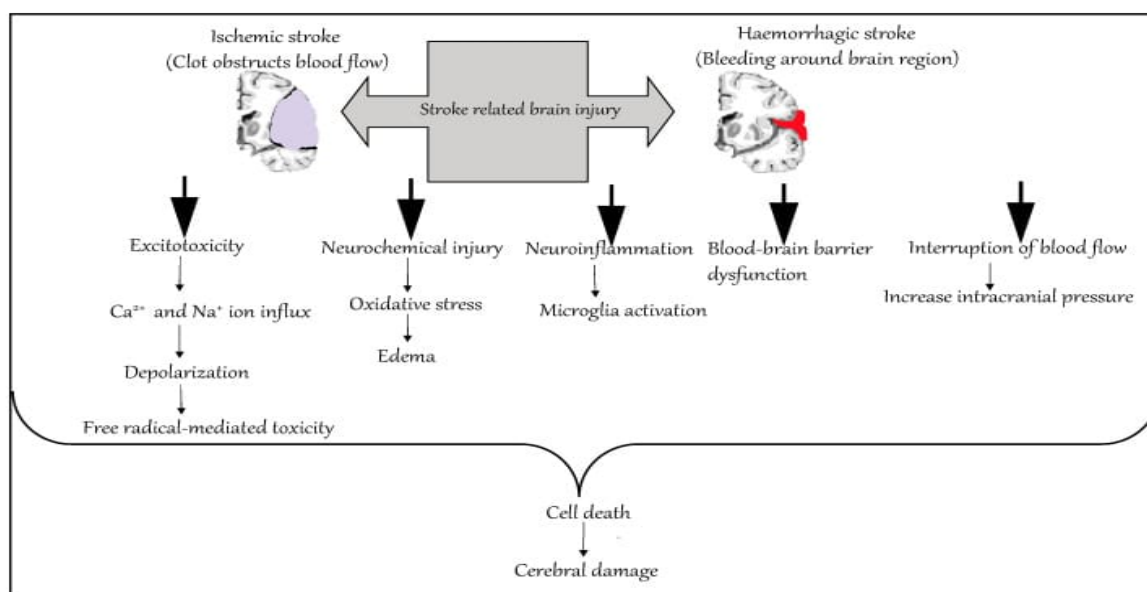 Ischemic stroke
(Clot obstructs blood flow)
Stroke related brain injury
Haemorrhagic stroke
(Bleeding around brain region)
Excitotoxicity
Ca²⁺ and Na⁺ ion influx
Depolarization
Free radical-mediated toxicity
Neurochemical injury
Oxidative stress
Edema
Neuroinflammation
Microglia activation
Blood-brain barrier
dysfunction
Interruption of blood flow
Increase intracranial pressure
Cell death
Cerebral damage